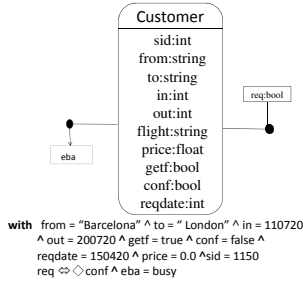 Customer
sid:int
from:string
to:string
in:int
out:int
flight:string
price:float
getf:bool
conf:bool
reqdate:int
req:bool
eba
with from = “Barcelona” ^ to = “ London” ^ in = 110720
^ out = 200720 ^ getf = true ^ conf = false ^
reqdate = 150420 ^ price = 0.0 ^sid = 1150
req ⇔ ◇conf ^ eba = busy